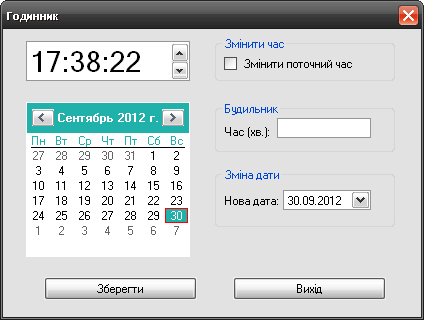 Годинник
17:38:22
Змінити час
Змінити поточний час
Сентябрь 2012 г.
Пн Вт Ср Чт Пт Сб Вс
27 28 29 30 31 1 2
3 4 5 6 7 8 9
10 11 12 13 14 15 16
17 18 19 20 21 22 23
24 25 26 27 28 29 30
1 2 3 4 5 6 7
Будильник
Час (хв.):
Зміна дати
Нова дата: 30.09.2012
Зберегти
Вихід